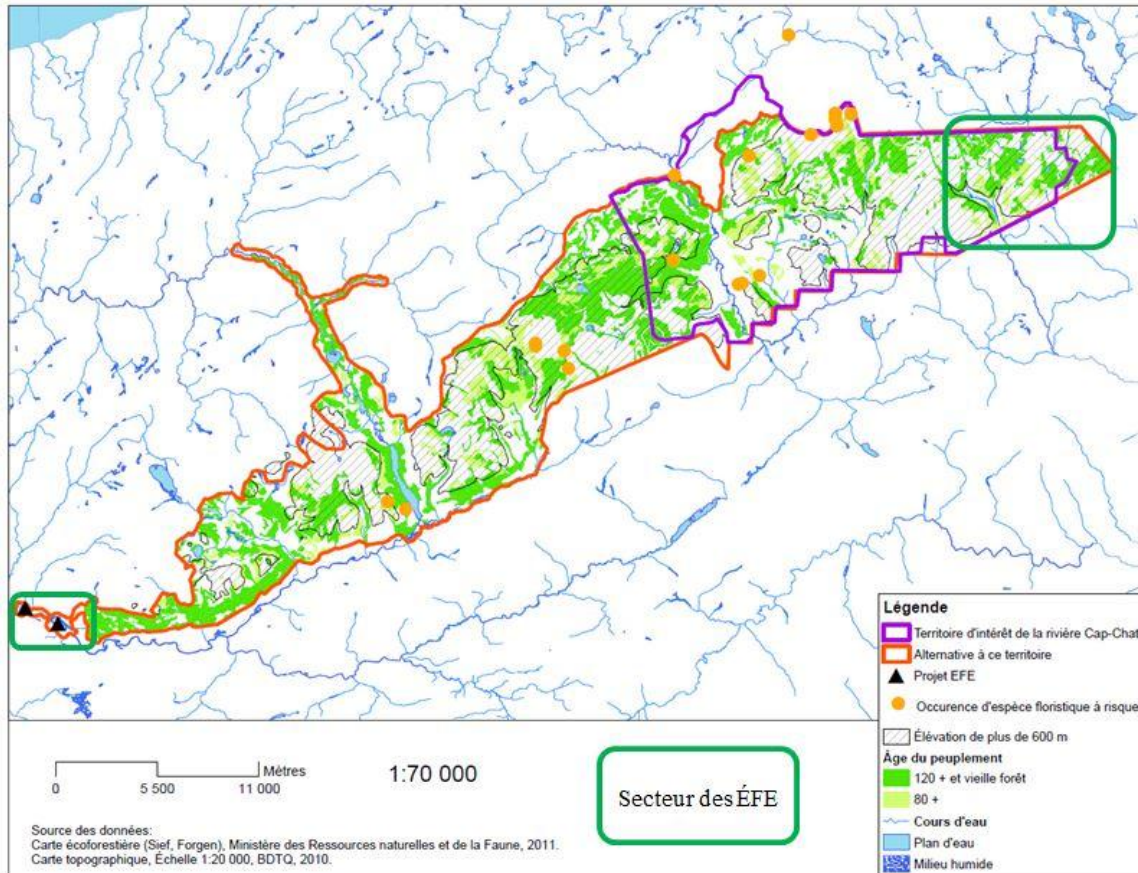 Légende
Territoire d'intérêt de la rivière Cap-Chat
Alternative à ce territoire
Projet EFE
Occurence d'espèce floristique à risque
Élévation de plus de 600 m
Âge du peuplement
120 + et vieille forêt
80 +
Cours d'eau
Plan d'eau
Milieu humide
Mètres
0 5 500 11 000
1:70 000
Secteur des ÉFE
Source des données:
Carte écoforestière (Sief, Forgen), Ministère des Ressources naturelles et de la Faune, 2011.
Carte topographique, Échelle 1:20 000, BDTQ, 2010.